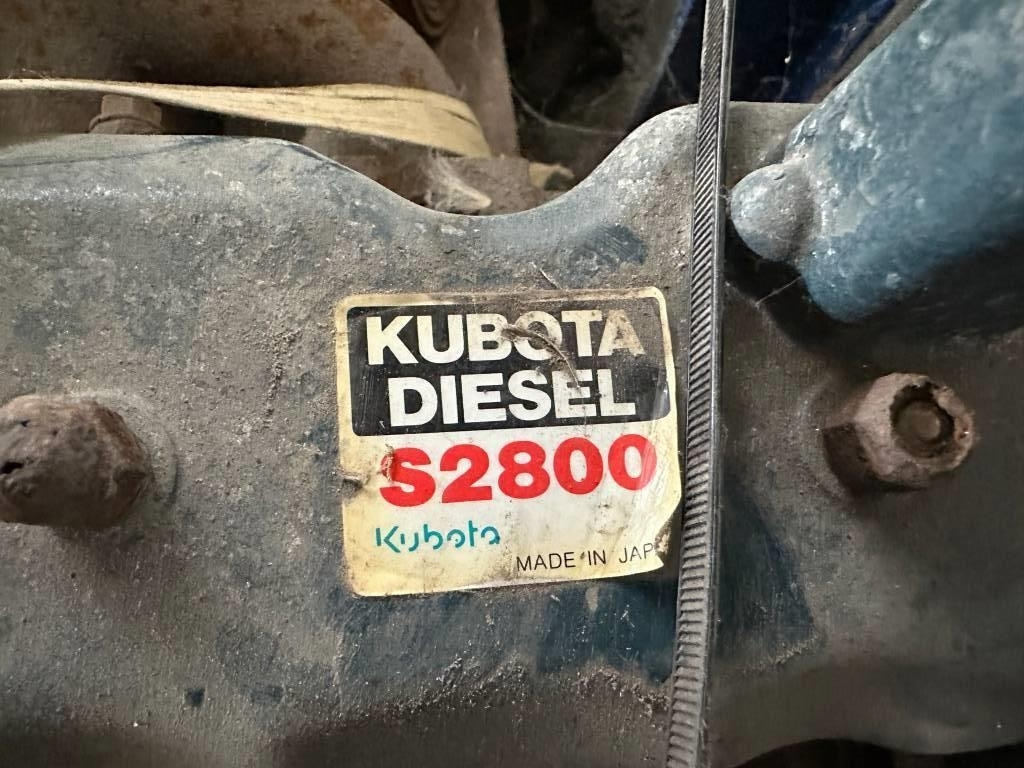 KUBOTA
DIESEL
S2800
Kubota
MADE IN JAP